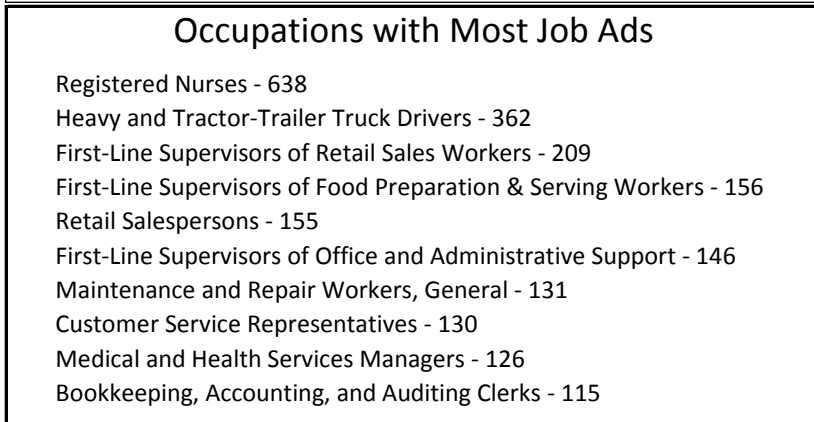 Occupations with Most Job Ads
Registered Nurses - 638
Heavy and Tractor-Trailer Truck Drivers - 362
First-Line Supervisors of Retail Sales Workers - 209
First-Line Supervisors of Food Preparation & Serving Workers - 156
Retail Salespersons - 155
First-Line Supervisors of Office and Administrative Support - 146
Maintenance and Repair Workers, General - 131
Customer Service Representatives - 130
Medical and Health Services Managers - 126
Bookkeeping, Accounting, and Auditing Clerks - 115